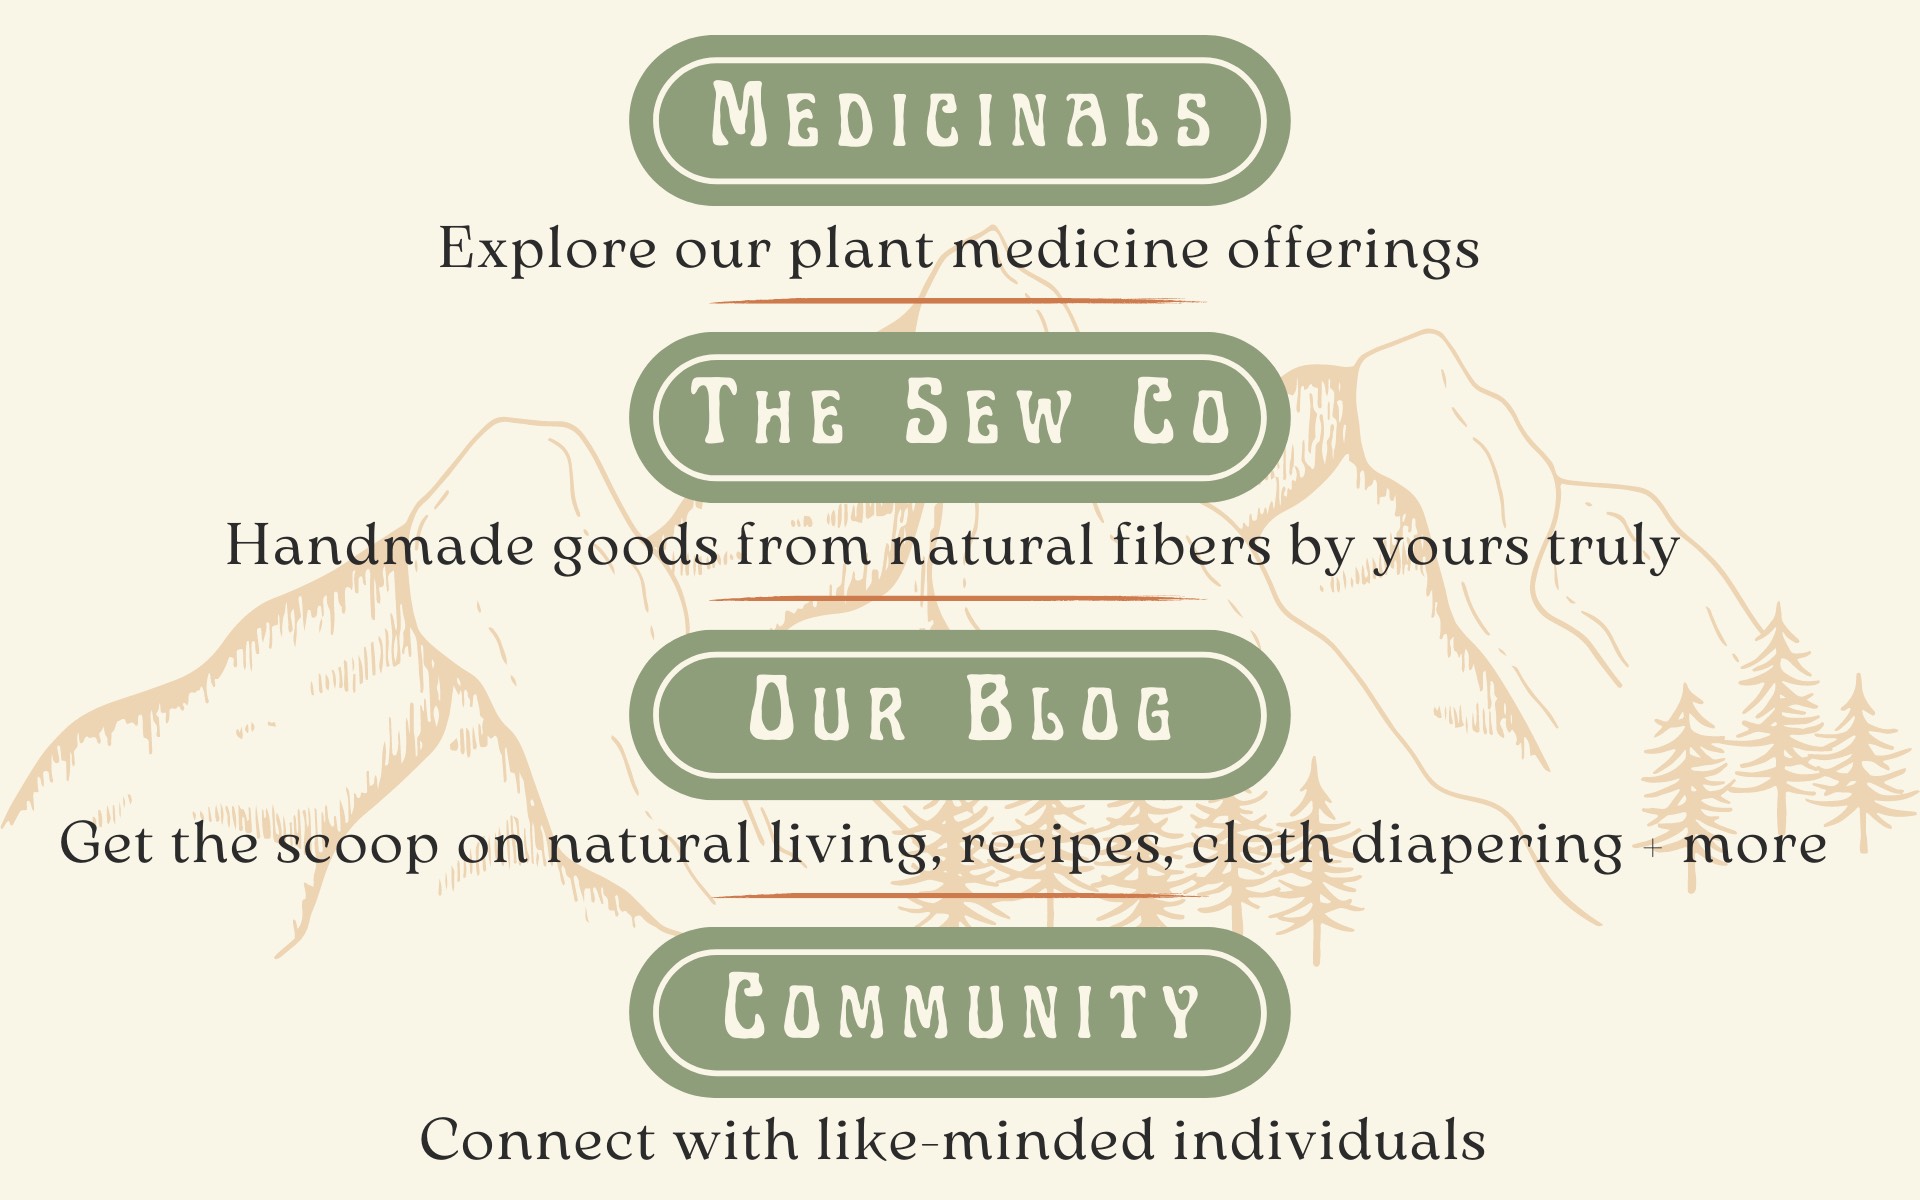 Medicinals
Explore our plant medicine offerings
The Sew Co
Handmade goods from natural fibers by yours truly
Our Blog
Get the scoop on natural living, recipes, cloth diapering + more
Community
Connect with like-minded individuals